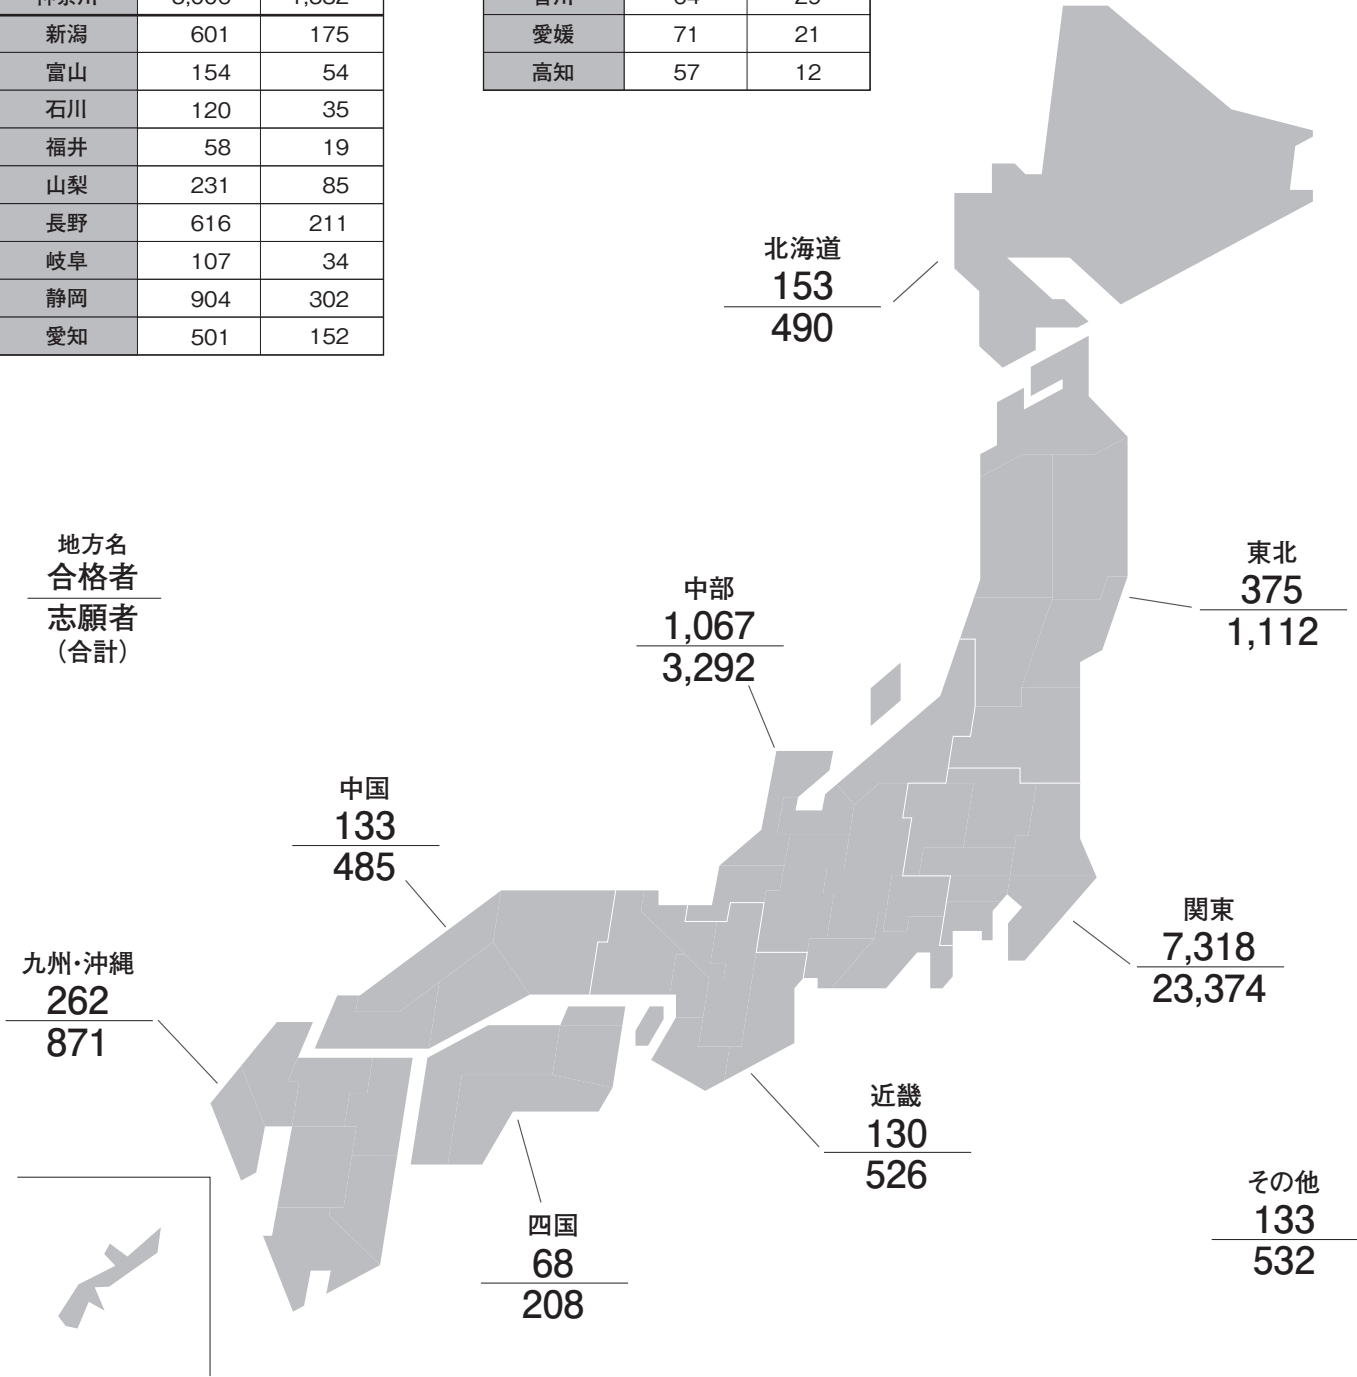 新潟 601 175
富山 154 54
石川 120 35
福井 58 19
山梨 231 85
長野 616 211
岐阜 107 34
静岡 904 302
愛知 501 152
愛媛 71 21
高知 57 12
北海道
153
490
地方名
合格者
志願者
（合計）
中部
1,067
3,292
東北
375
1,112
中国
133
485
関東
7,318
23,374
九州・沖縄
262
871
近畿
130
526
四国
68
208
その他
133
532